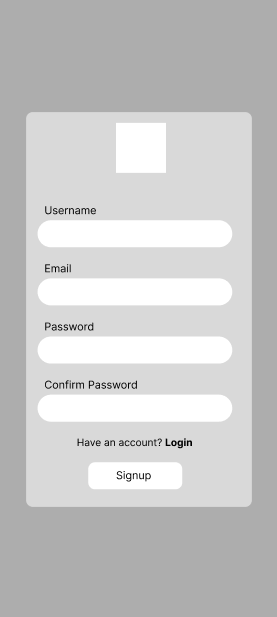 Username
Email
Password
Confirm Password
Have an account? Login
Signup